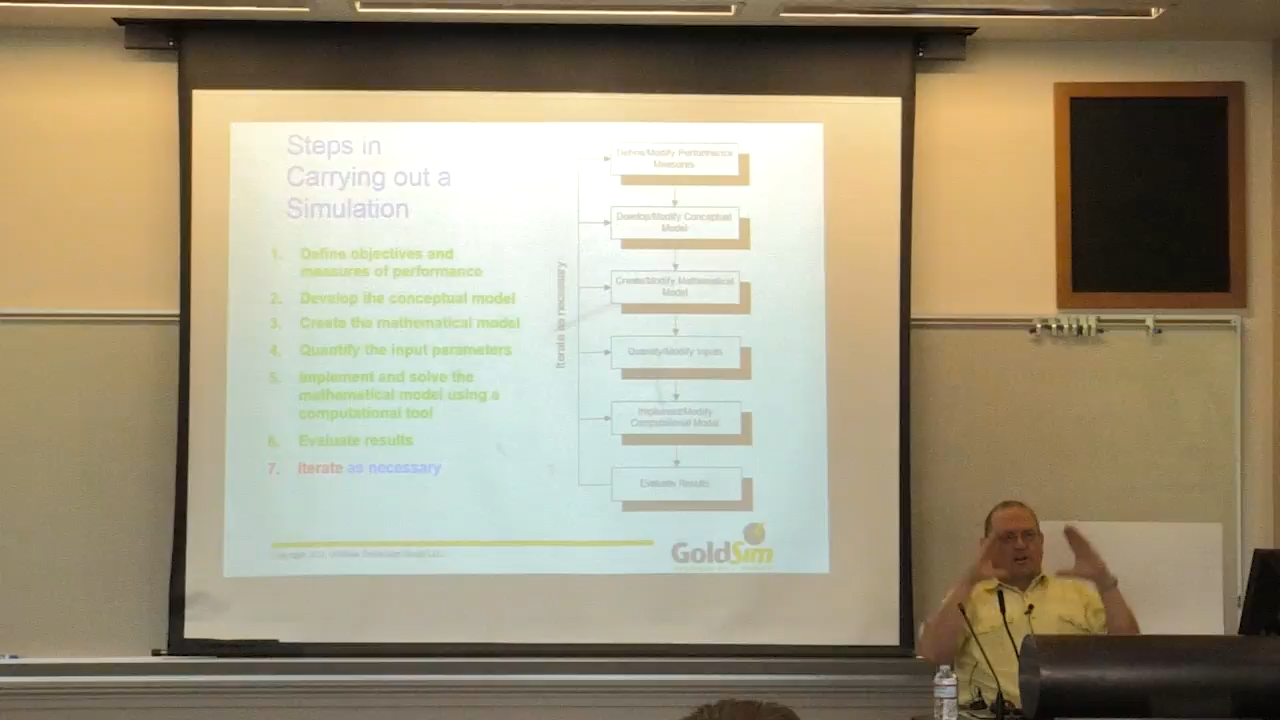 Steps in
Carrying out a
Simulation
1. Define objectives and
measures of performance
2. Develop the conceptual model
3. Create the mathematical model
4. Quantify the input parameters
5. Implement and solve the
mathematical model using a
computational tool
6. Evaluate results
7. Iterate as necessary
Iterate as necessary
Define/Modify Performance
Measures
Develop/Modify Conceptual
Model
Create/Modify Mathematical
Model
Quantify/Modify Inputs
Implement/Modify
Computational Model
Evaluate Results
GoldSim